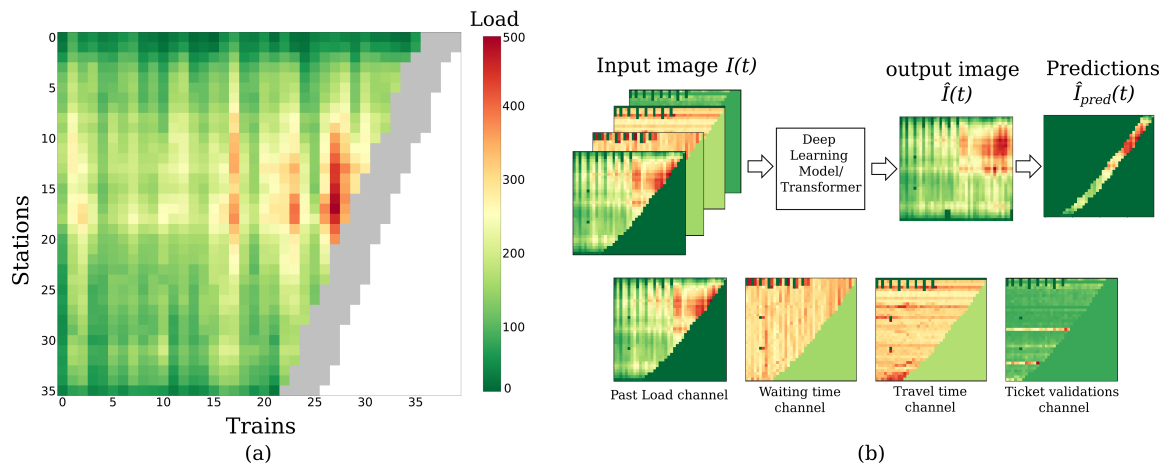 Load
0
5
10
15
20
25
30
35
Stations
0
5
10
15
20
25
30
35
Trains
500
400
300
200
100
0
(a)
Input image I(t)
output image
Î(t)
Predictions
Î_pred(t)
Deep
Learning
Model/
Transformer
Past Load channel
Waiting time
channel
Travel time
channel
Ticket validations
channel
(b)